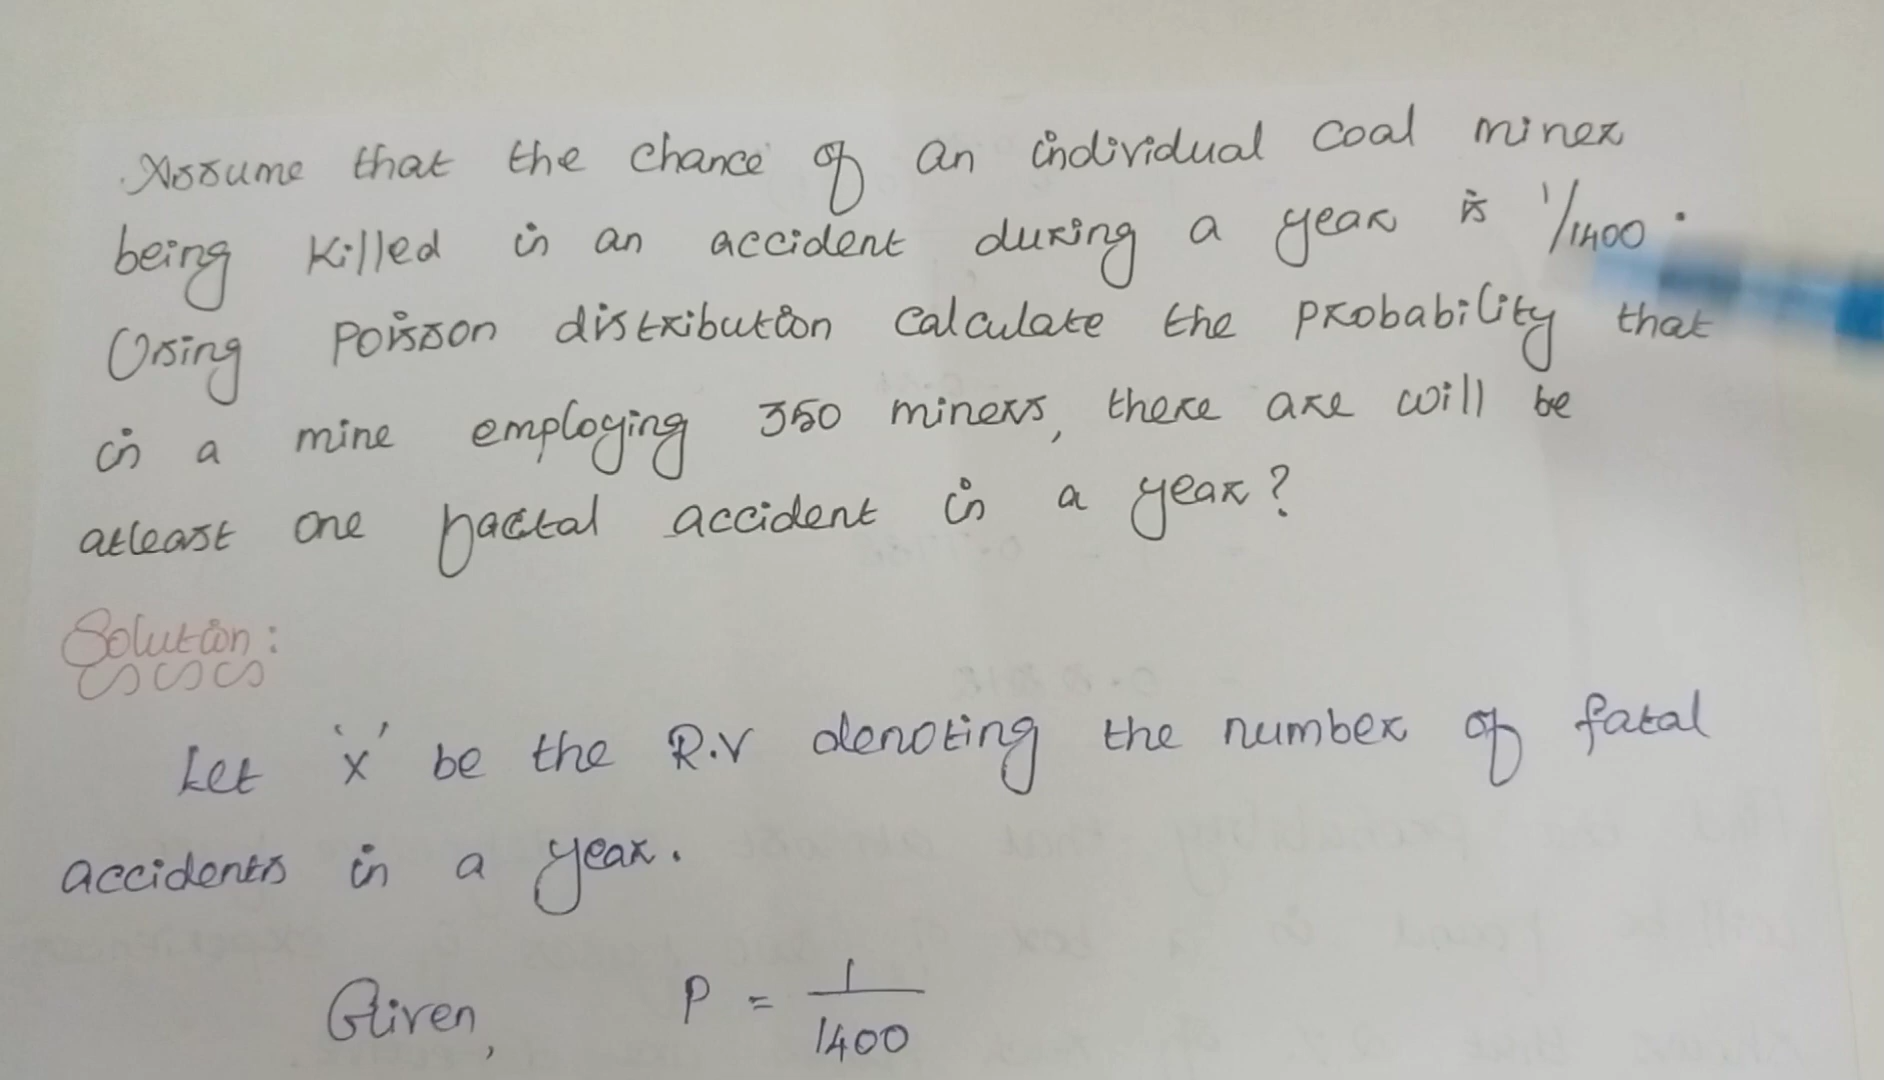 Assume that the chance of an individual coal miner
being killed in an accident during a year is 1/1400.
Using poisson distribution calculate the probability that
in a mine employing 350 miners, there are will be
atleast one factal accident in a year?
Solution:
Let 'x' be the R.V denoting the number of fatal
accidents in a year.
Given, P = 1/1400